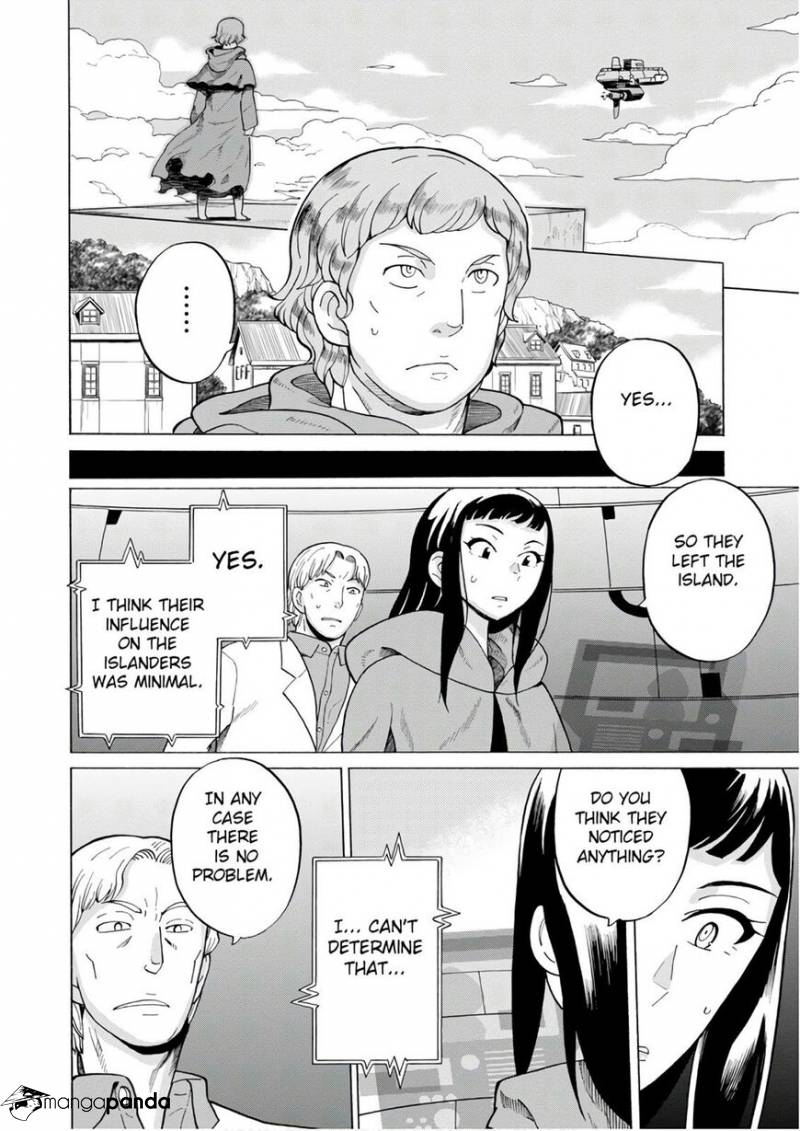 ......
YES...
SO THEY
LEFT THE
ISLAND.
YES.
I THINK THEIR
INFLUENCE
ON THE
ISLANDERS
WAS MINIMAL.
DO YOU
THINK THEY
NOTICED
ANYTHING?
I... CAN'T
DETERMINE
THAT...
IN ANY
CASE THERE
IS NO
PROBLEM.
mangapanda